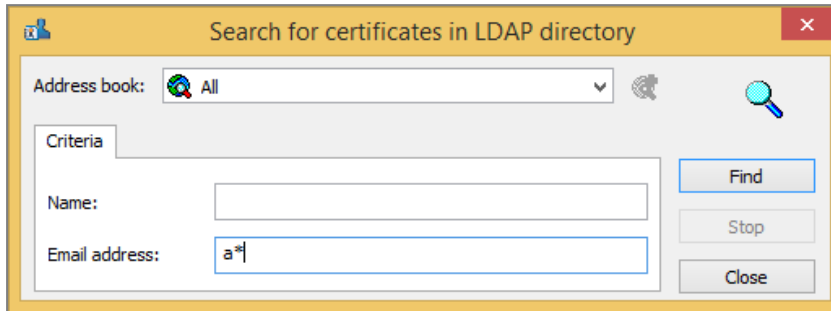 Search for certificates in LDAP directory
Address book: All
Criteria
Find
Name:
Stop
Email address: a*
Close